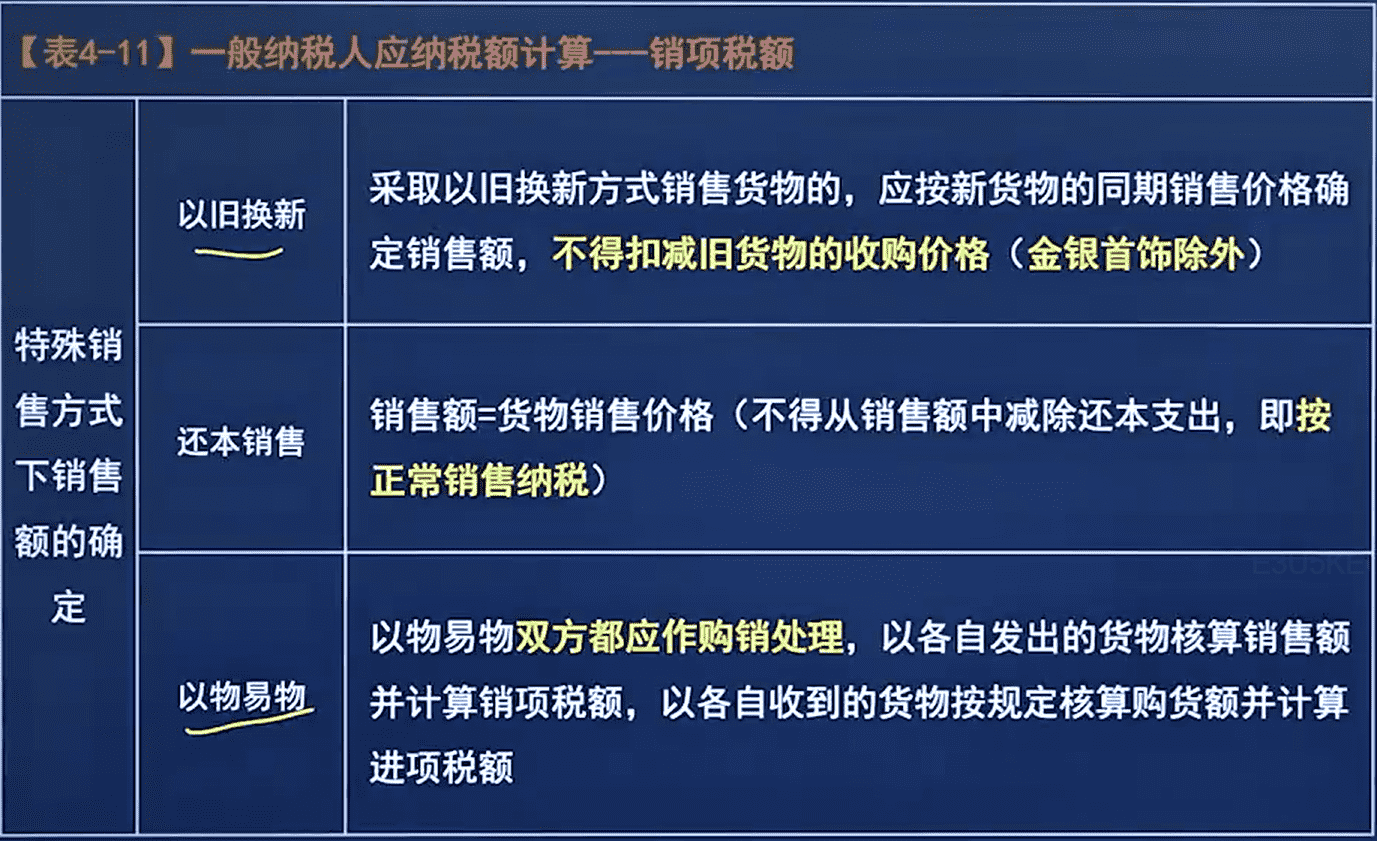 【表4-11】一般纳税人应纳税额计算---销项税额
特殊销
售方式
下销售
额的确
定
以旧换新
采取以旧换新方式销售货物的，应按新货物的同期销售价格确
定销售额，不得扣减旧货物的收购价格（金银首饰除外）
还本销售
销售额=货物销售价格（不得从销售额中减除还本支出，即按
正常销售纳税）
以物易物
以物易物双方都应作购销处理，以各自发出的货物核算销售额
并计算销项税额，以各自收到的货物按规定核算购货额并计算
进项税额